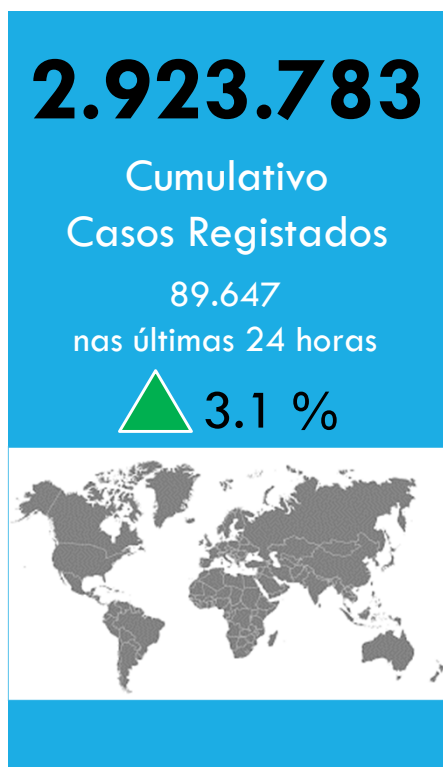 2.923.783
Cumulativo
Casos Registados
89.647
nas últimas 24 horas
3.1 %